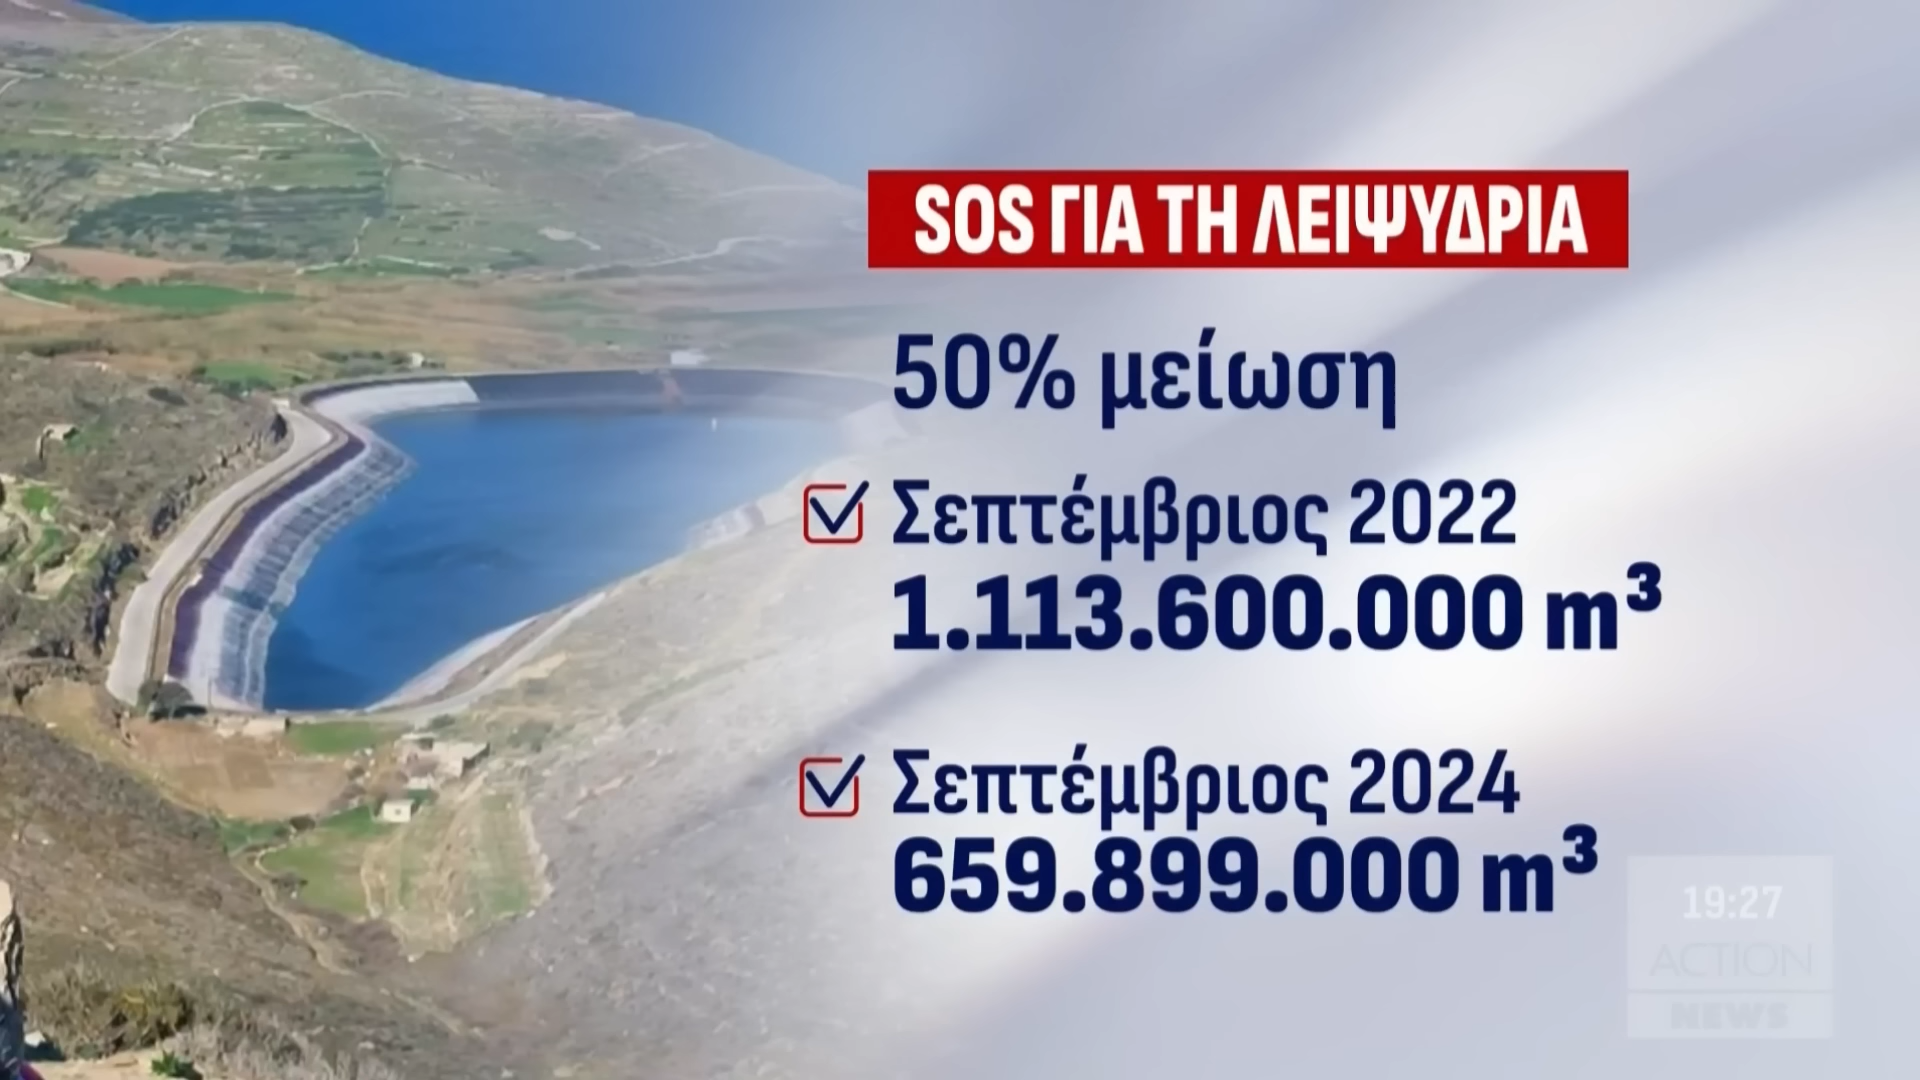 SOS ΓΙΑ ΤΗ ΛΕΙΨΥΔΡΙΑ
50% μείωση
Σεπτέμβριος 2022
1.113.600.000 m³
Σεπτέμβριος 2024
659.899.000 m³
19:27
ACTION
NEWS